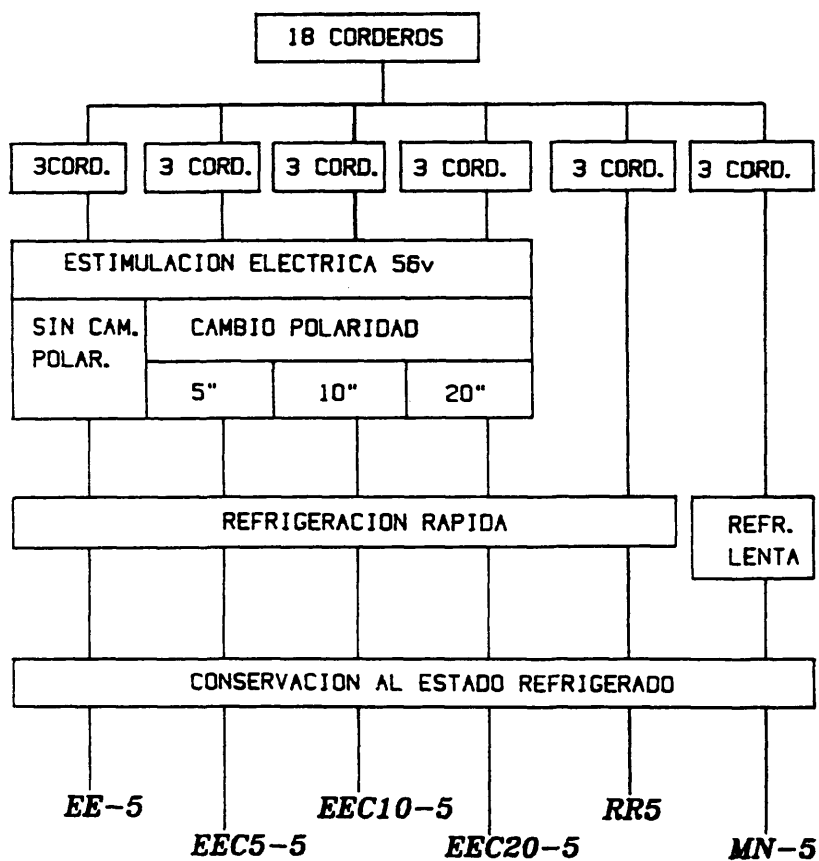 18 CORDEROS
3CORD.
3 CORD.
3 CORD.
3 CORD.
3 CORD.
3 CORD.
ESTIMULACION ELECTRICA 56v
SIN CAM.
POLAR.
CAMBIO POLARIDAD
5"
10"
20"
REFRIGERACION RAPIDA
REFR.
LENTA
CONSERVACION AL ESTADO REFRIGERADO
EE-5
EEC5-5
EEC10-5
EEC20-5
RR5
MN-5